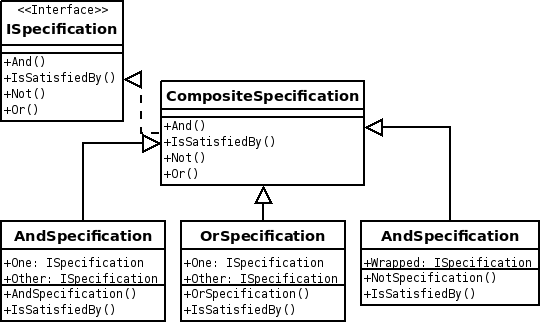 <<Interface>>
ISpecification
+And()
+IsSatisfiedBy()
+Not()
+Or()
CompositeSpecification
+And()
+IsSatisfiedBy()
+Not()
+Or()
AndSpecification
+One: ISpecification
+Other: ISpecification
+AndSpecification()
+IsSatisfiedBy()
OrSpecification
+One: ISpecification
+Other: ISpecification
+OrSpecification()
+IsSatisfiedBy()
AndSpecification
+Wrapped: ISpecification
+NotSpecification()
+IsSatisfiedBy()